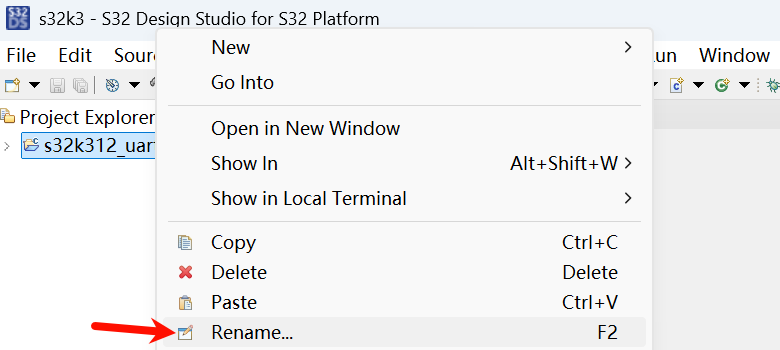 S32 DS s32k3 - S32 Design Studio for S32 Platform
File Edit Sour un Window
New
Go Into
Project Explorer
Open in New Window
s32k312_uar
Show In Alt+Shift+W
Show in Local Terminal
Copy Ctrl+C
Delete Delete
Paste Ctrl+V
Rename... F2